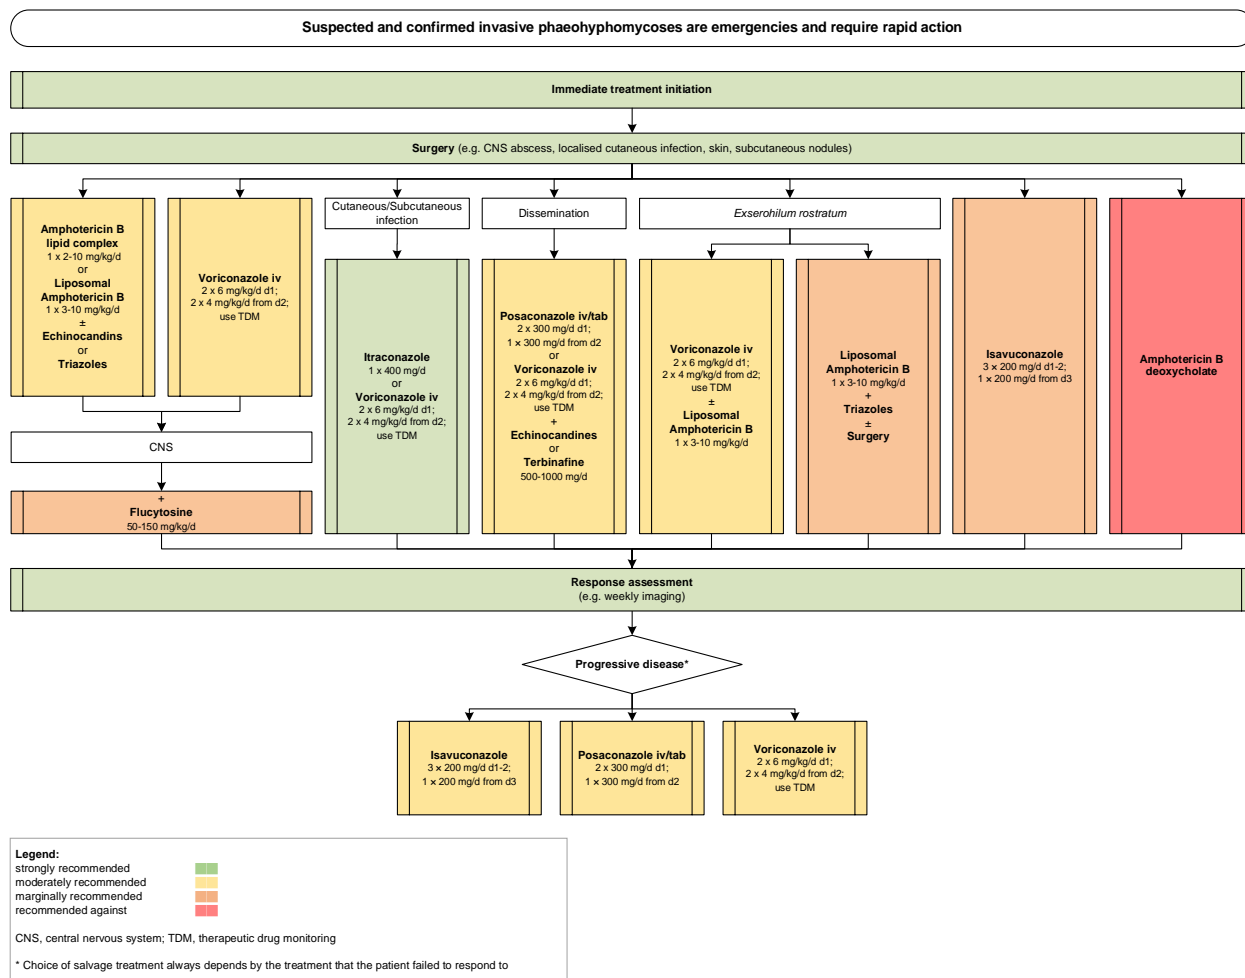 Suspected and confirmed invasive phaeohyphomycoses are emergencies and require rapid action
Immediate treatment initiation
Surgery (e.g. CNS abscess, localised cutaneous infection, skin, subcutaneous nodules)
Amphotericin B
lipid complex
1 x 2-10 mg/kg/d
or
Liposomal
Amphotericin B
1 x 3-10 mg/kg/d
±
Echinocandins
or
Triazoles
Voriconazole iv
2 x 6 mg/kg/d d1;
2 x 4 mg/kg/d from d2;
use TDM
CNS
+
Flucytosine
50-150 mg/kg/d
Cutaneous/Subcutaneous
infection
Itraconazole
1 x 400 mg/d
or
Voriconazole iv
2 x 6 mg/kg/d d1;
2 x 4 mg/kg/d from d2;
use TDM
Dissemination
Posaconazole iv/tab
2 x 300 mg/d d1;
1 × 300 mg/d from d2
or
Voriconazole iv
2 x 6 mg/kg/d d1;
2 x 4 mg/kg/d from d2;
use TDM
+
Echinocandines
or
Terbinafine
500-1000 mg/d
Exserohilum rostratum
Voriconazole iv
2 x 6 mg/kg/d d1;
2 x 4 mg/kg/d from d2;
use TDM
±
Liposomal
Amphotericin B
1 x 3-10 mg/kg/d
Liposomal
Amphotericin B
1 x 3-10 mg/kg/d
+
Triazoles
±
Surgery
Isavuconazole
3 × 200 mg/d d1-2;
1 × 200 mg/d from d3
Amphotericin B
deoxycholate
Response assessment
(e.g. weekly imaging)
Progressive disease*
Isavuconazole
3 × 200 mg/d d1-2;
1 × 200 mg/d from d3
Posaconazole iv/tab
2 x 300 mg/d d1;
1 × 300 mg/d from d2
Voriconazole iv
2 x 6 mg/kg/d d1;
2 x 4 mg/kg/d from d2;
use TDM
Legend:
strongly recommended
moderately recommended
marginally recommended
recommended against
CNS, central nervous system; TDM, therapeutic drug monitoring
* Choice of salvage treatment always depends by the treatment that the patient failed to respond to